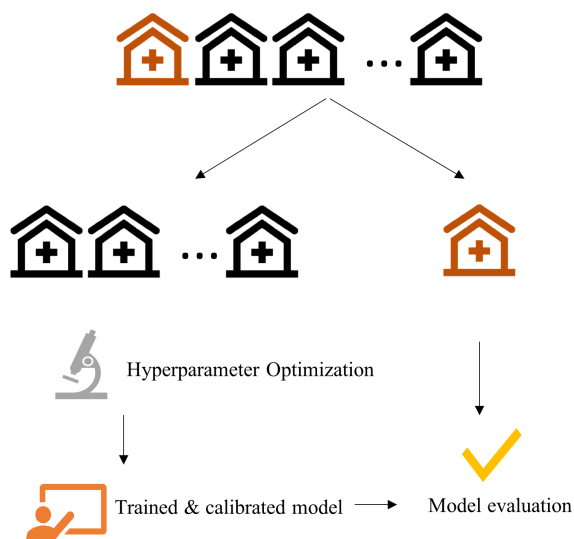 Hyperparameter Optimization
Trained & calibrated model
Model evaluation